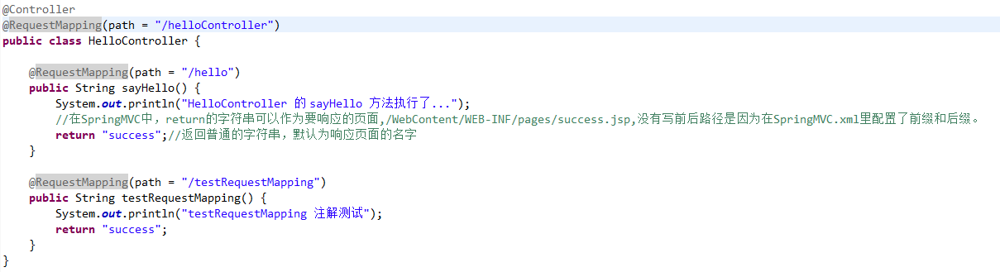 @Controller
@RequestMapping(path = "/helloController")
public class HelloController {
@RequestMapping(path = "/hello")
public String sayHello() {
System.out.println("HelloController 的 sayHello 方法执行了...");
//在SpringMVC中，return的字符串可以作为要响应的页面,/WebContent/WEB-INF/pages/success.jsp,没有写前后路径是因为在SpringMVC.xml里配置了前缀和后缀。
return "success";//返回普通的字符串，默认为响应页面的名字
}
@RequestMapping(path = "/testRequestMapping")
public String testRequestMapping() {
System.out.println("testRequestMapping 注解测试");
return "success";
}
}